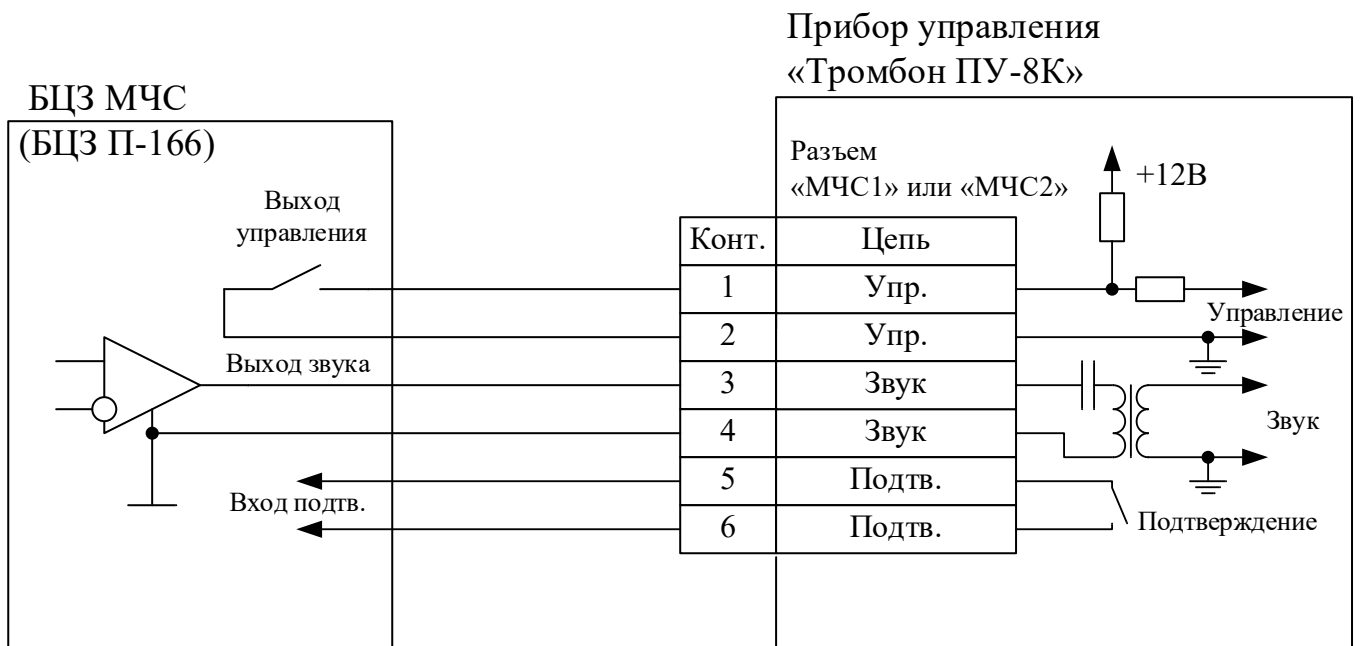 Прибор управления
«Тромбон ПУ-8К»
БЦЗ МЧС
(БЦЗ П-166)
Разъем
«МЧС1» или «МЧС2»
+12В
Выход
управления
Конт.
Цепь
1
Упр.
Управление
2
Упр.
Выход звука
3
Звук
Звук
4
Звук
Вход подтв.
5
Подтв.
Подтверждение
6
Подтв.